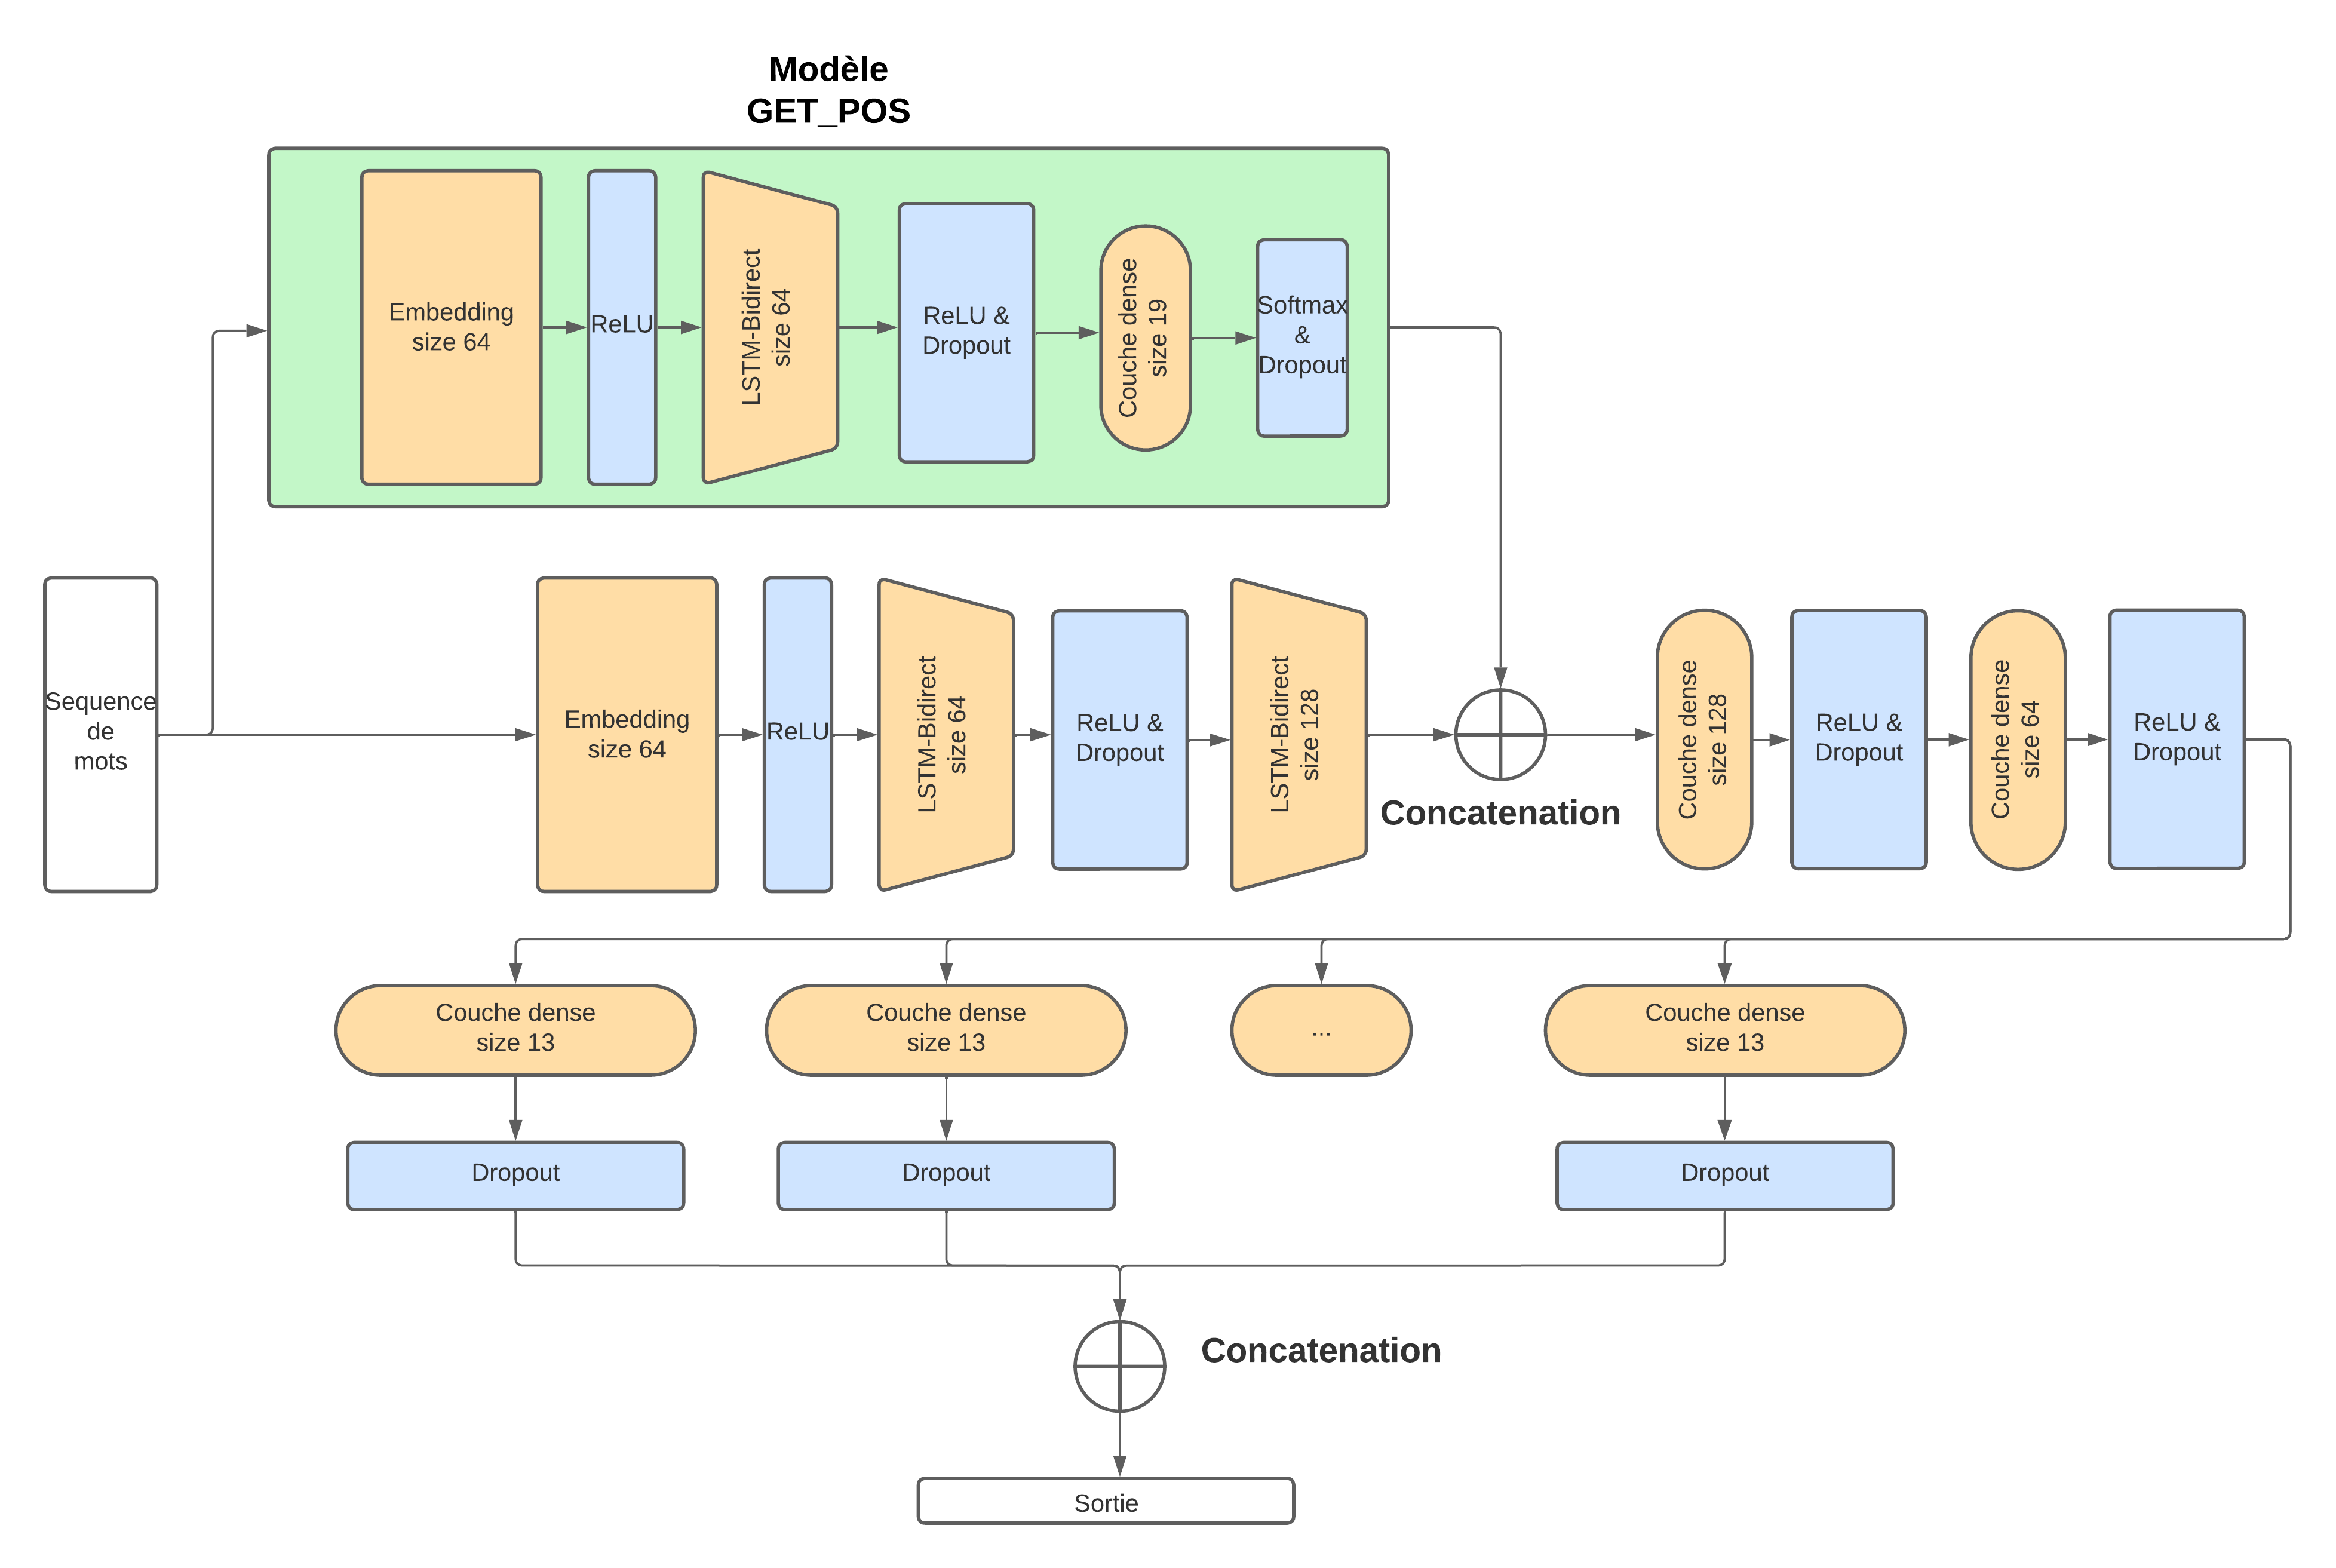 Modèle
GET_POS
Embedding
size 64
ReLU
LSTM-Bidirect
size 64
ReLU &
Dropout
Couche dense
size 19
Softmax
&
Dropout
Sequence
de
mots
Embedding
size 64
ReLU
LSTM-Bidirect
size 64
ReLU &
Dropout
LSTM-Bidirect
size 128
Concatenation
Couche dense
size 128
ReLU &
Dropout
Couche dense
size 64
ReLU &
Dropout
Couche dense
size 13
Couche dense
size 13
...
Couche dense
size 13
Dropout
Dropout
Dropout
Concatenation
Sortie